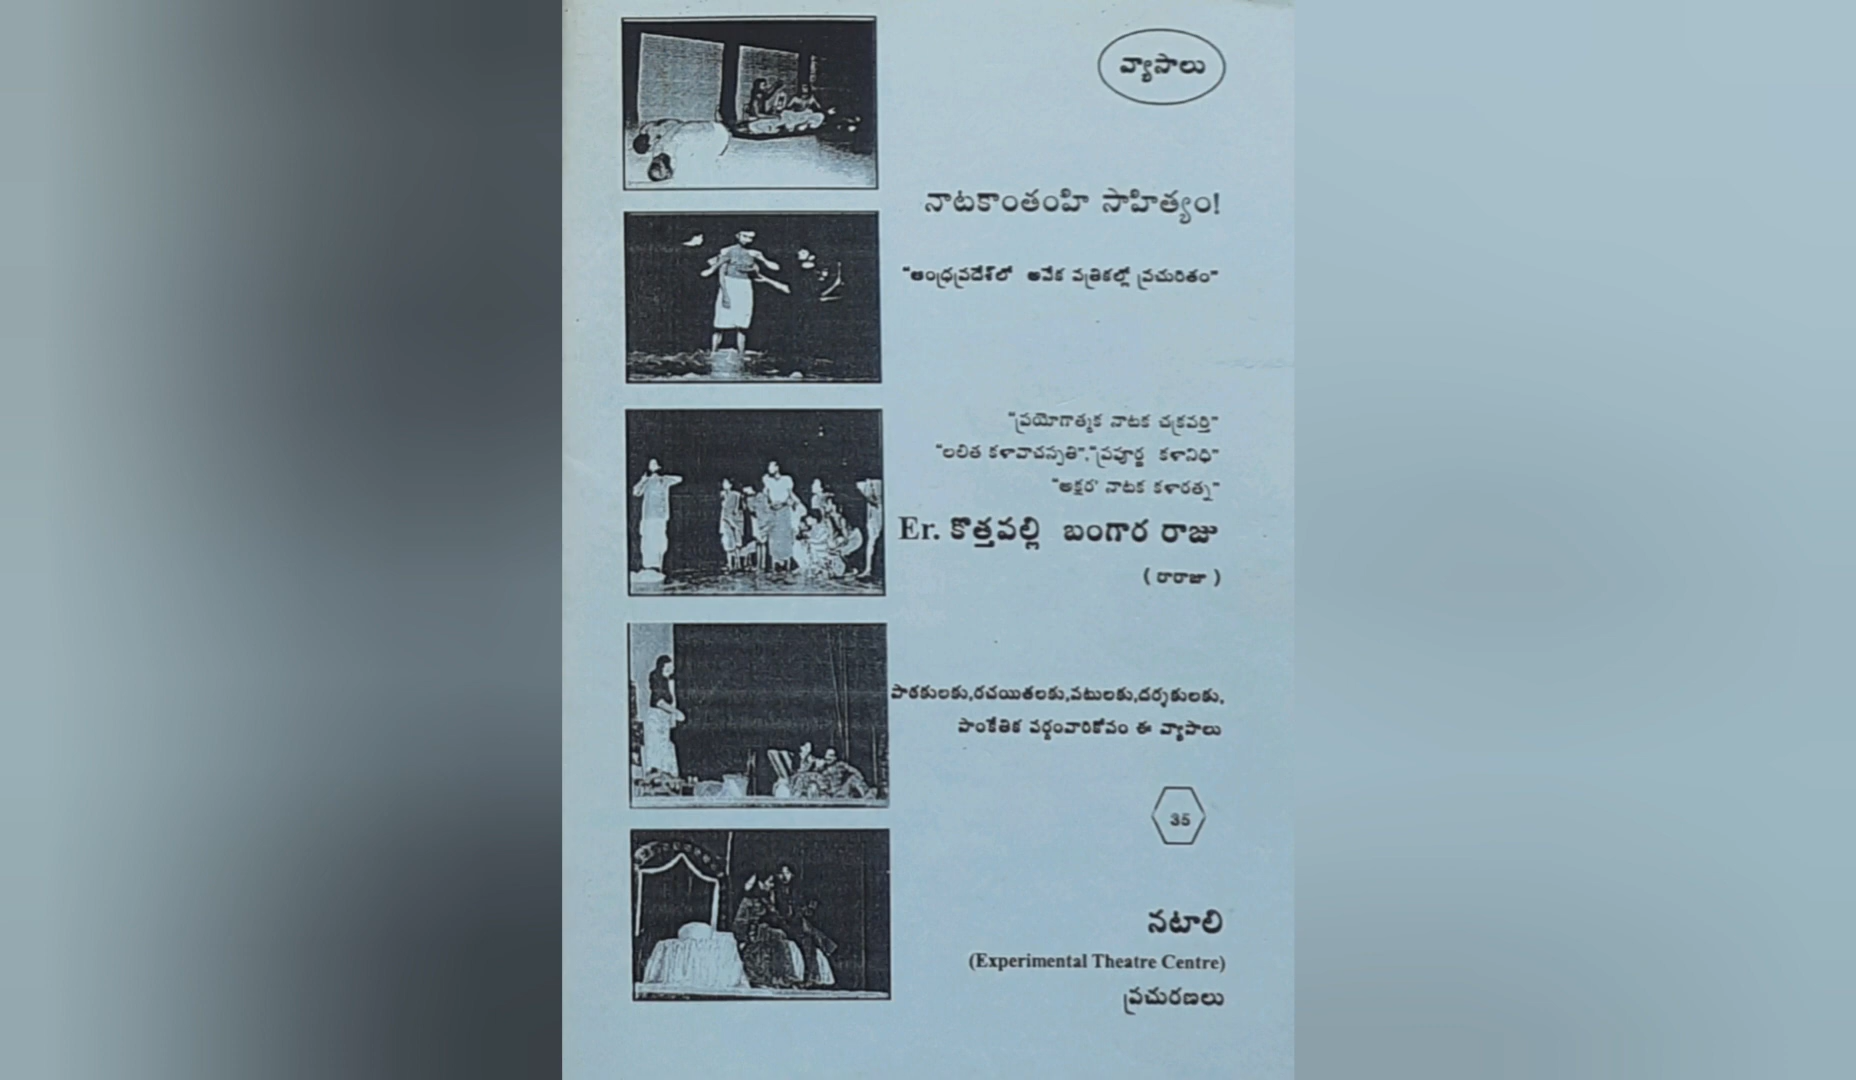 వ్యాసాలు
నాటకాంతంహి సాహిత్యం!
"ఆంధ్రప్రదేశ్‌లో అనేక పత్రికల్లో ప్రచురితం"
"ప్రయోగాత్మక నాటక చక్రవర్తి"
"లలిత కళావాచస్పతి","ప్రపూర్ణ కళానిధి"
"అక్షర' నాటక కళారత్న"
Er. కొత్తపల్లి బంగార రాజు
( రారాజు )
పాఠకులకు,రచయితలకు,నటులకు,దర్శకులకు,
సాంకేతిక వర్గంవారికోసం ఈ వ్యాసాలు
35
నటాలి
(Experimental Theatre Centre)
ప్రచురణలు